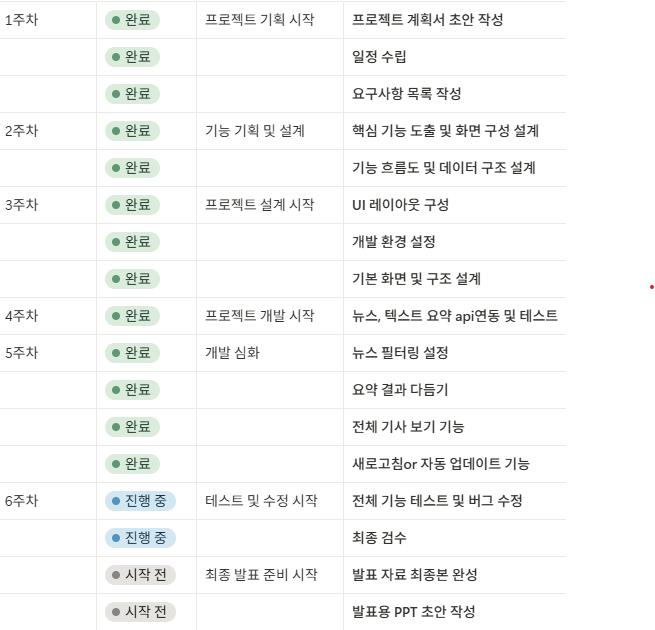 1주차 완료 프로젝트 기획 시작 프로젝트 계획서 초안 작성
완료 일정 수립
완료 요구사항 목록 작성
2주차 완료 기능 기획 및 설계 핵심 기능 도출 및 화면 구성 설계
완료 기능 흐름도 및 데이터 구조 설계
3주차 완료 프로젝트 설계 시작 UI 레이아웃 구성
완료 개발 환경 설정
완료 기본 화면 및 구조 설계
4주차 완료 프로젝트 개발 시작 뉴스, 텍스트 요약 api연동 및 테스트
5주차 완료 개발 심화 뉴스 필터링 설정
완료 요약 결과 다듬기
완료 전체 기사 보기 기능
완료 새로고침or 자동 업데이트 기능
6주차 진행 중 테스트 및 수정 시작 전체 기능 테스트 및 버그 수정
진행 중 최종 검수
시작 전 최종 발표 준비 시작 발표 자료 최종본 완성
시작 전 발표용 PPT 초안 작성